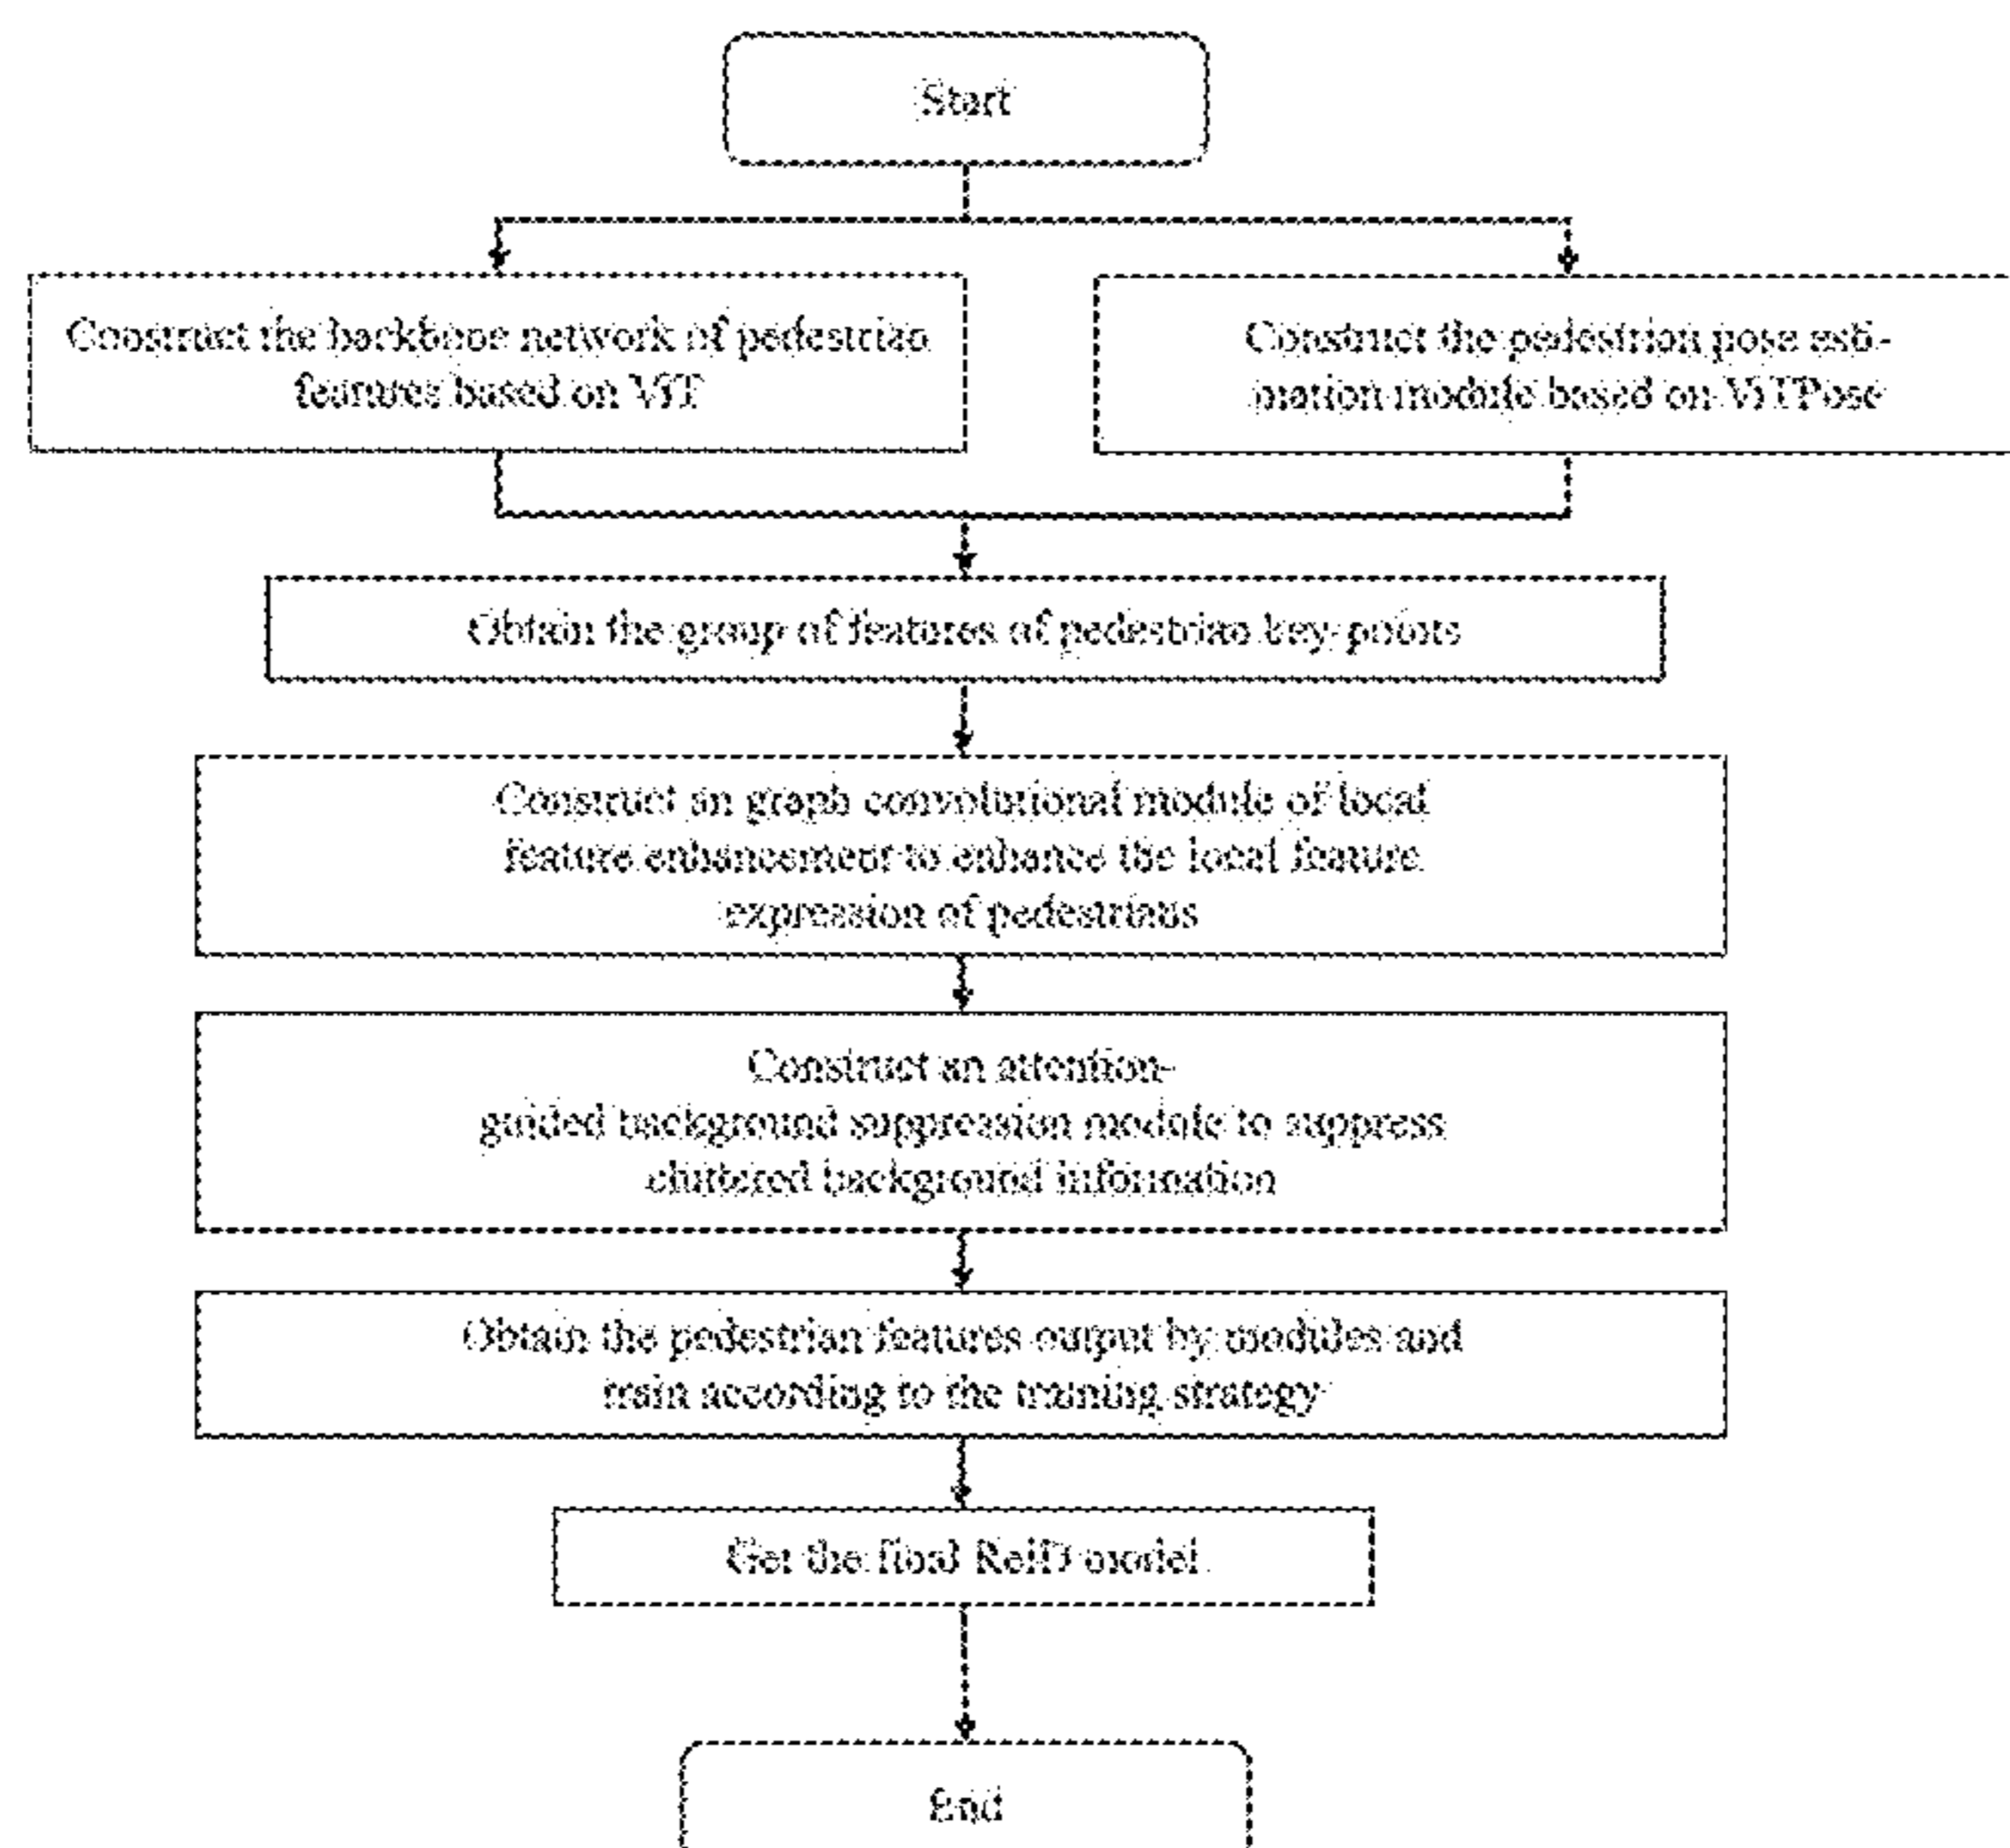 Start
Construct the backbone network of pedestrian
features based on ViT
Construct the pedestrian pose esti-
mation module based on ViTPose
Obtain the group of features of pedestrian key-points
Construct an graph convolutional module of local
feature enhancement to enhance the local feature
expression of pedestrians
Construct an attention-
guided background suppression module to suppress
cluttered background information
Obtain the pedestrian features output by modules and
train according to the training strategy
Get the final ReID model
End